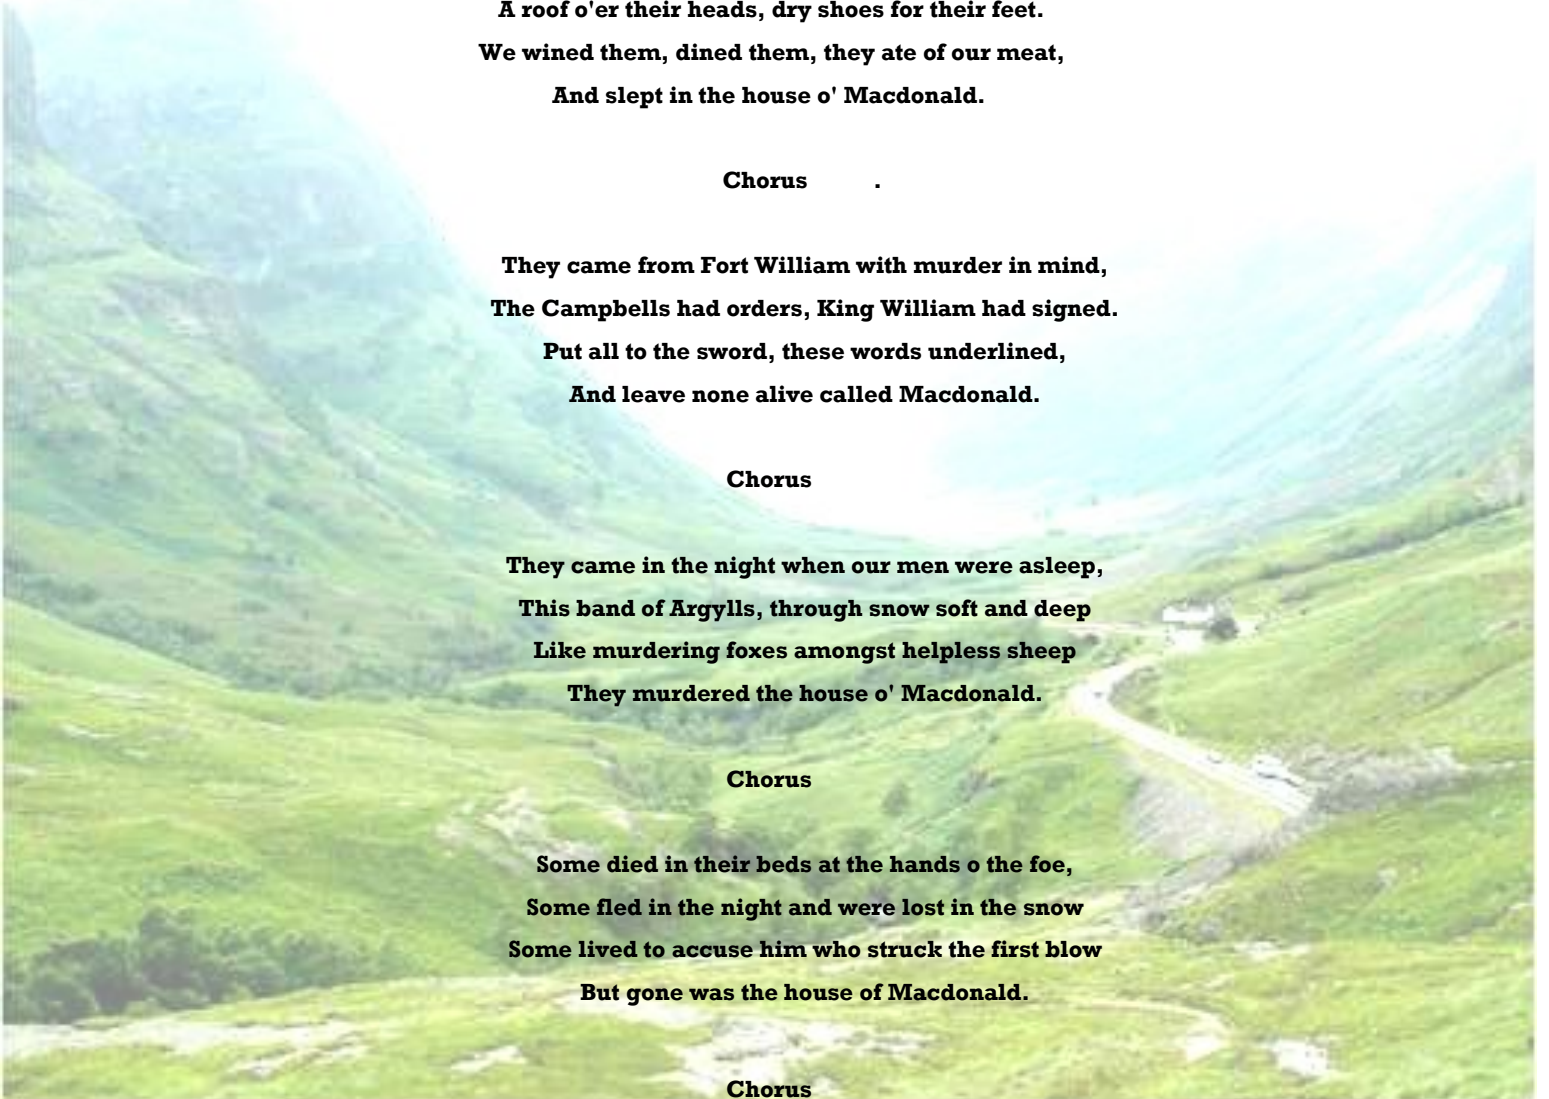 A roof o'er their heads, dry shoes for their feet.
We wined them, dined them, they ate of our meat,
And slept in the house o' Macdonald.
Chorus .
They came from Fort William with murder in mind,
The Campbells had orders, King William had signed.
Put all to the sword, these words underlined,
And leave none alive called Macdonald.
Chorus
They came in the night when our men were asleep,
This band of Argylls, through snow soft and deep
Like murdering foxes amongst helpless sheep
They murdered the house o' Macdonald.
Chorus
Some died in their beds at the hands o the foe,
Some fled in the night and were lost in the snow
Some lived to accuse him who struck the first blow
But gone was the house of Macdonald.
Chorus